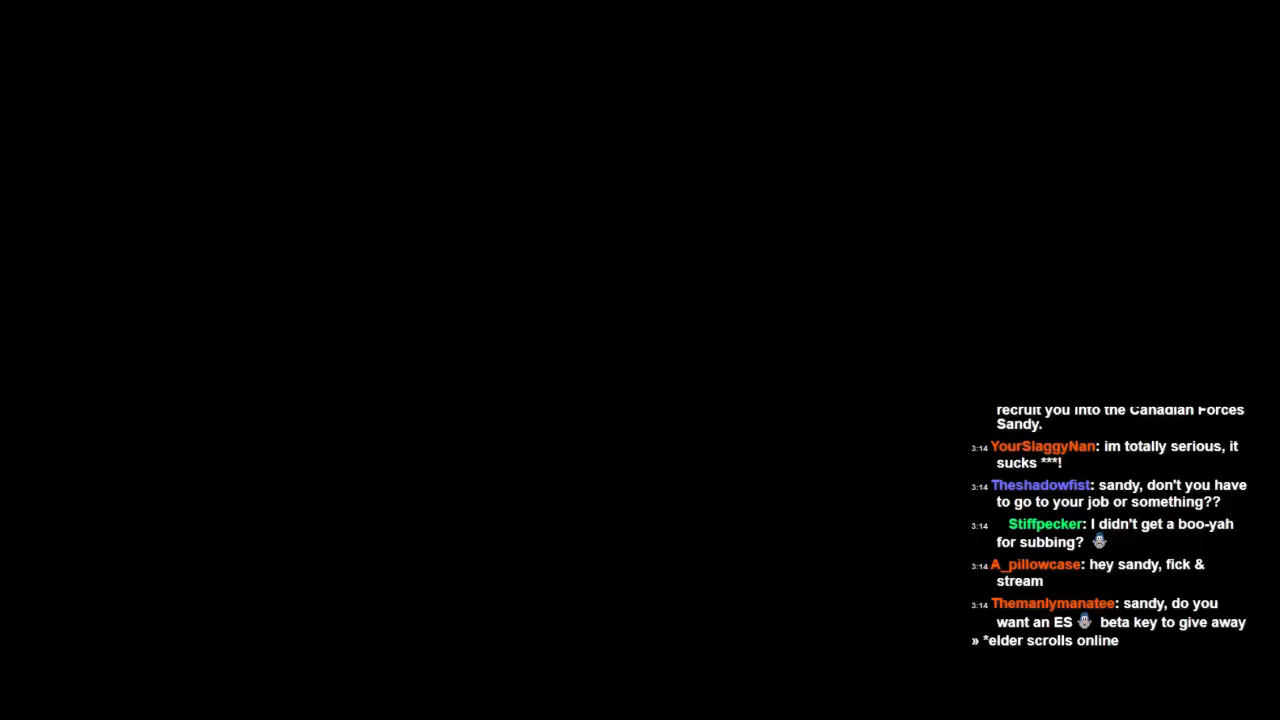 recruit you into the Canadian Forces
Sandy.
3:14 YourSlaggyNan: im totally serious, it
sucks ***!
3:14 Theshadowfist: sandy, don't you have
to go to your job or something??
3:14 Stiffpecker: I didn't get a boo-yah
for subbing?
3:14 A_pillowcase: hey sandy, fick &
stream
3:14 Themanlymanatee: sandy, do you
want an ES beta key to give away
» *elder scrolls online